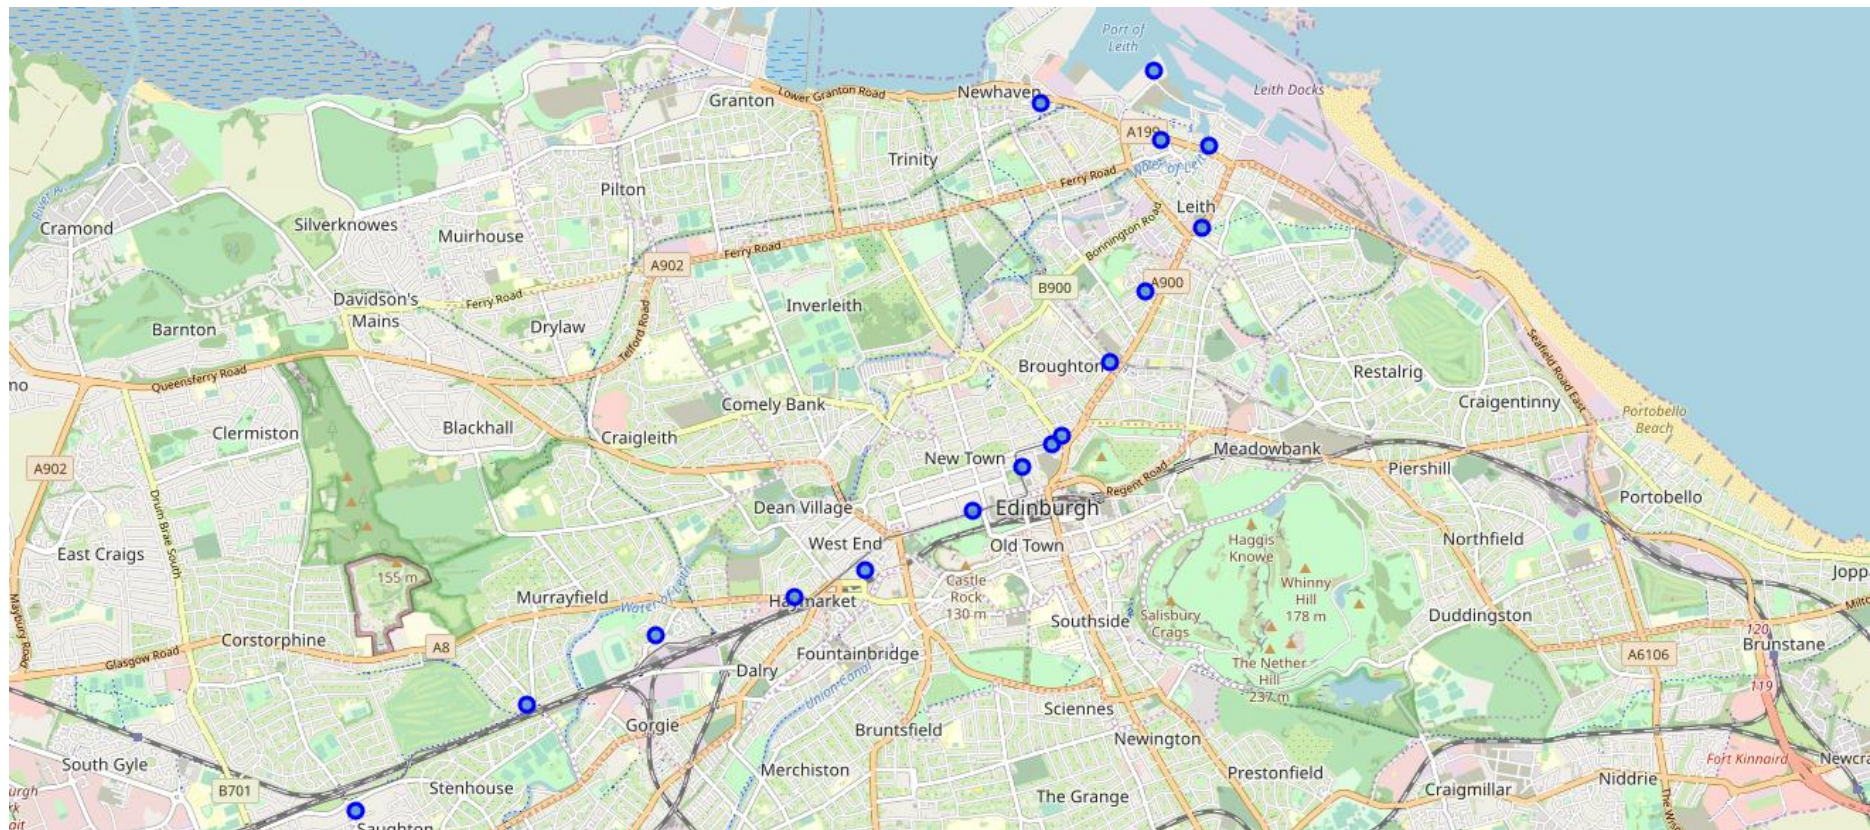 Port of
Leith
Newhaven
Leith Docks
Lower Granton Road
Granton
A199
Trinity
Water of Leith
Ferry Road
Pilton
Leith
Cramond
Silverknowes
Muirhouse
Bonnington Road
Ferry Road
A902
B900
A900
Ferry Road
Davidson's
Mains
Inverleith
Telford Road
Barnton
Drylaw
Seafield Road East
Broughton
Restalrig
Queensferry Road
Comely Bank
Craigentinny
Portobello
Beach
Clermiston
Blackhall
Craigleith
Meadowbank
New Town
Piershill
A902
Regent Road
Portobello
Drum Brae South
Dean Village
Edinburgh
East Craigs
West End
Old Town
Haggis
Knowe
Northfield
155 m
Castle
Rock
130 m
Whinny
Hill
178 m
Murrayfield
Water of Leith
Haymarket
Maybury Road
Southside
Salisbury
Crags
Duddingston
120
Corstorphine
A8
Glasgow Road
Fountainbridge
A6106
Brunstane
Dalry
The Nether
Hill
237 m
119
Union Canal
Gorgie
Sciennes
Bruntsfield
Newington
South Gyle
Merchiston
Prestonfield
Fort Kinnaird
Niddrie
B701
Stenhouse
The Grange
Craigmillar
Saughton